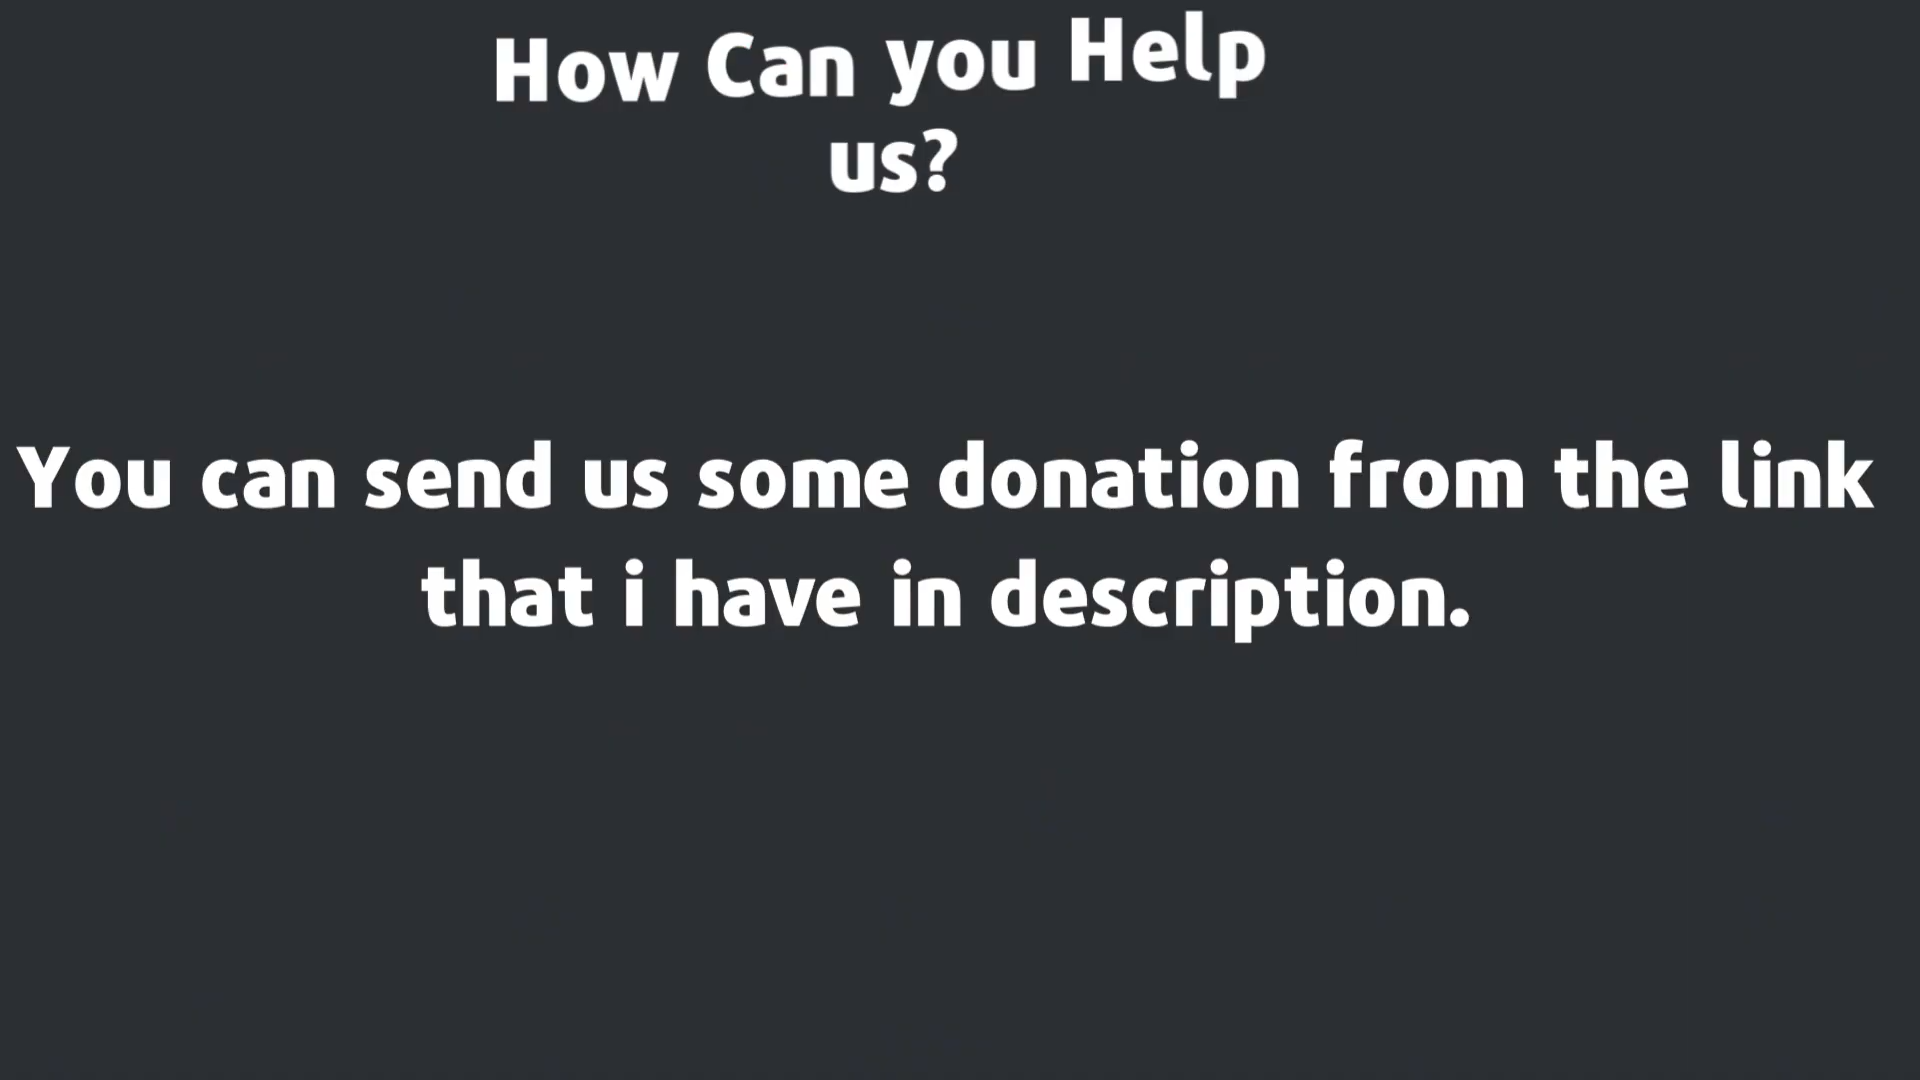 How Can you Help
us?
You can send us some donation from the link
that i have in description.